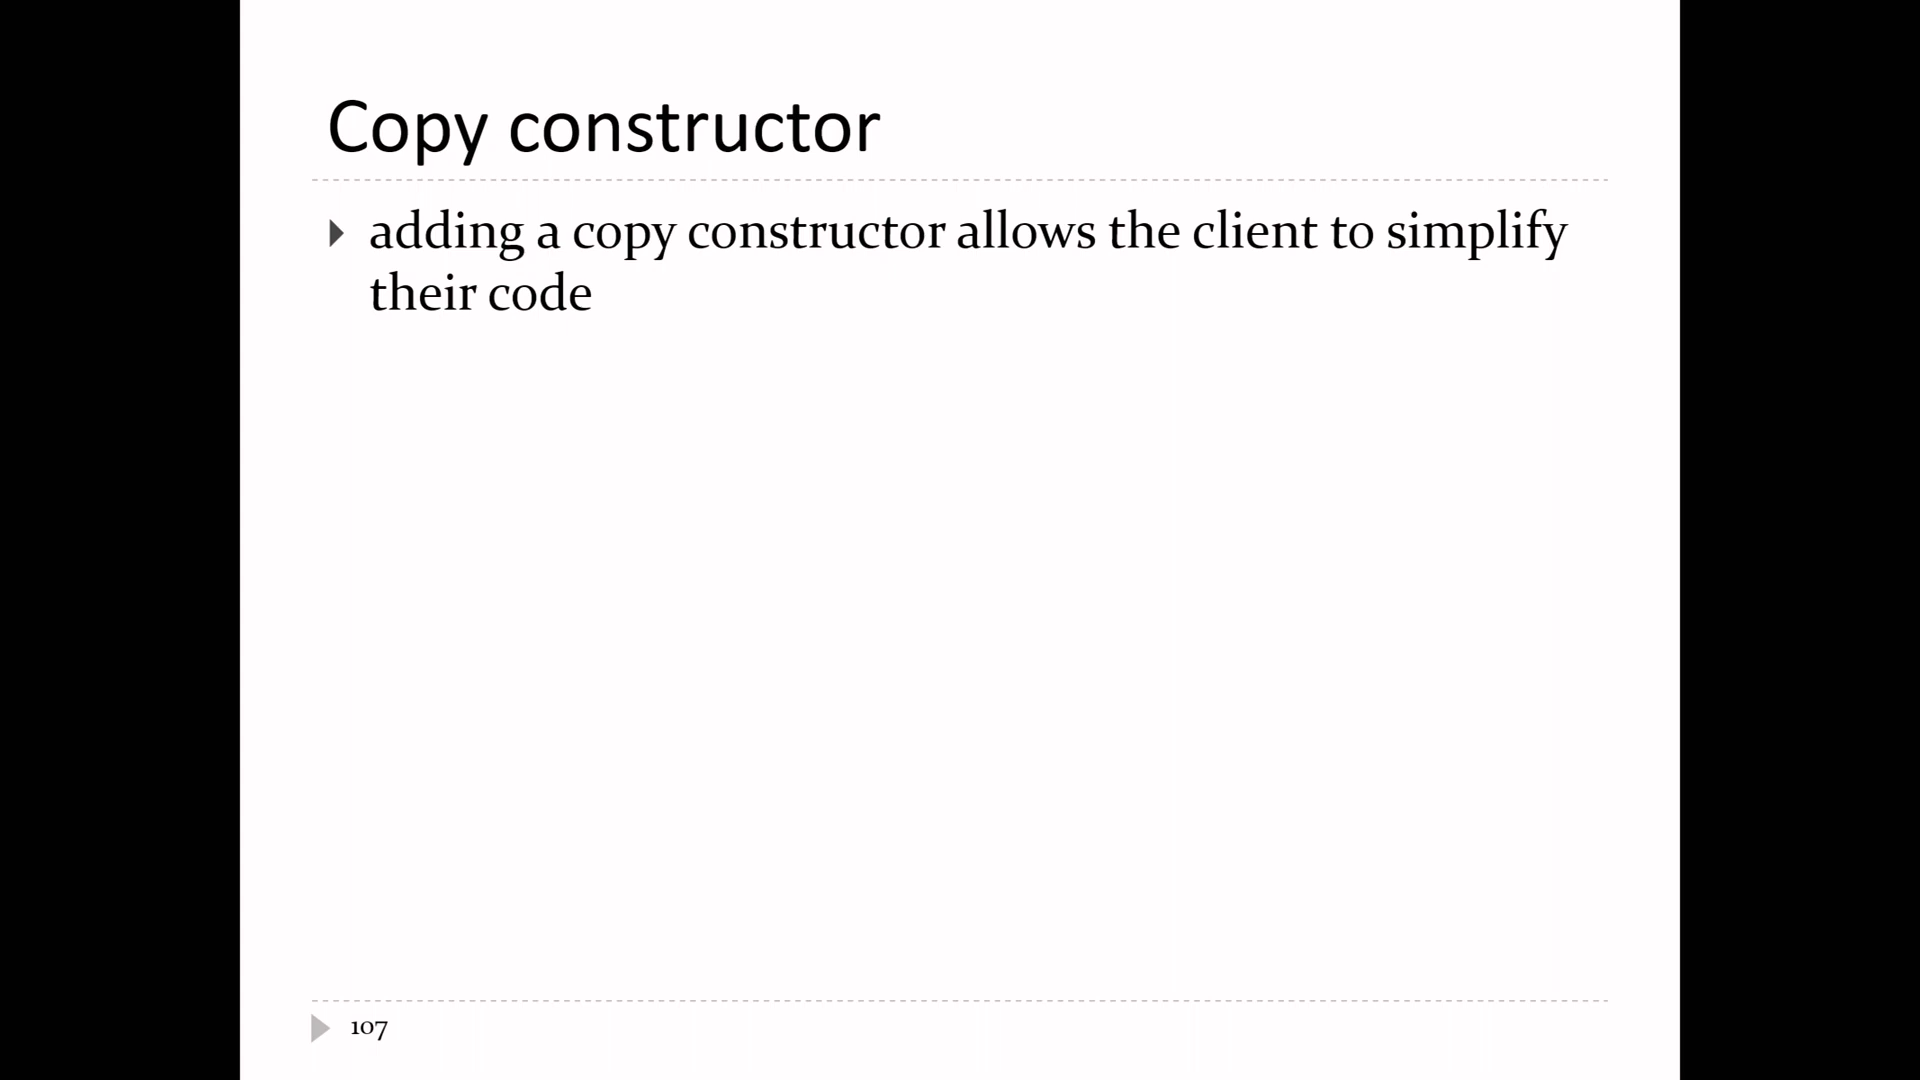 Copy constructor
adding a copy constructor allows the client to simplify
their code
107